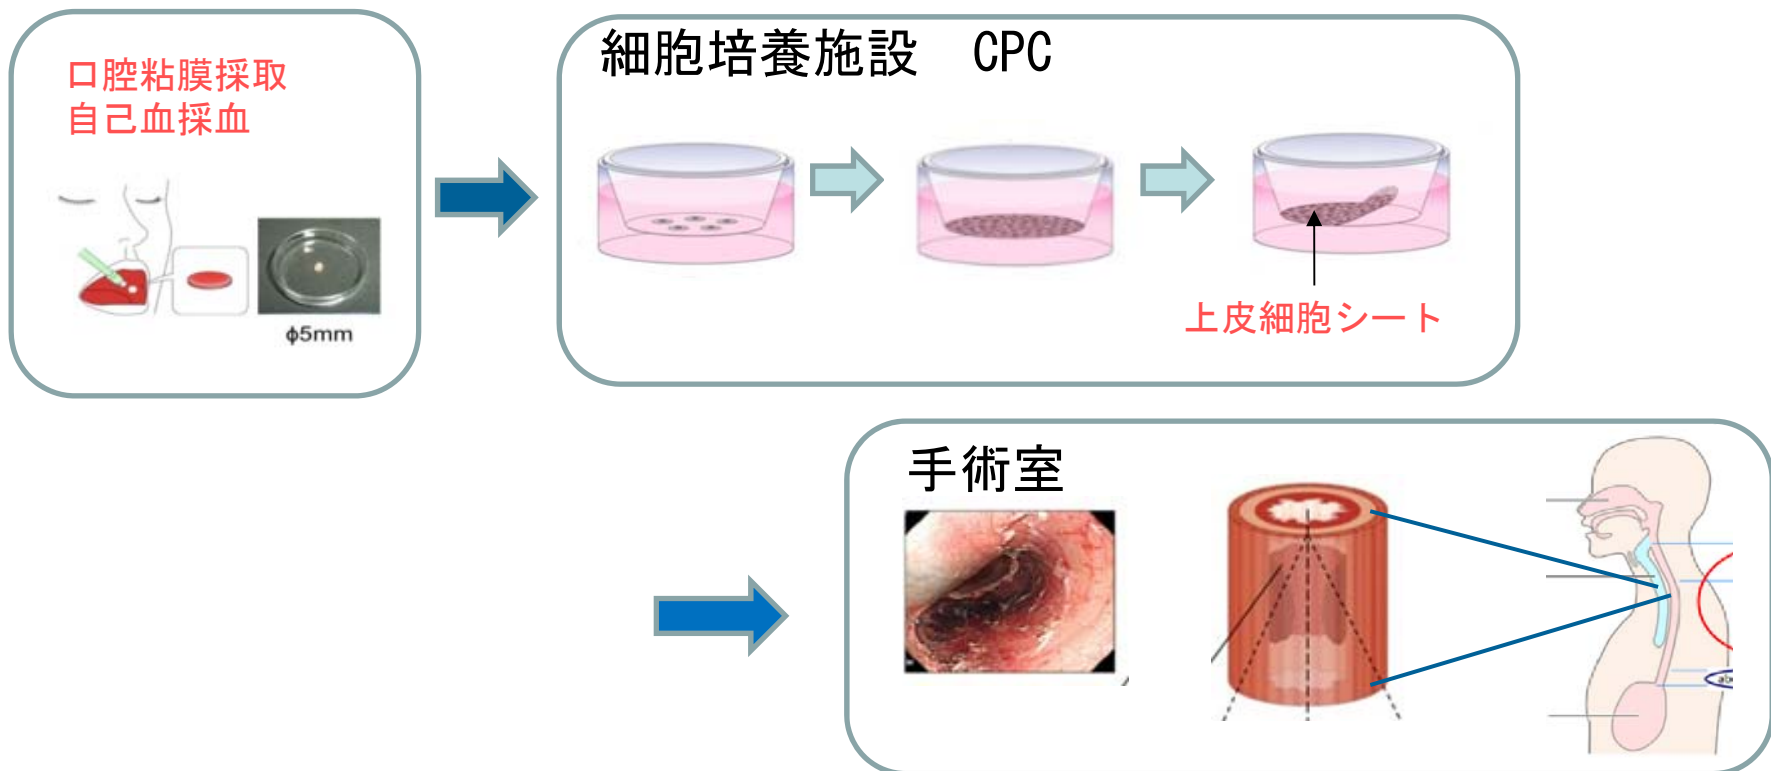 口腔粘膜採取
自己血採血
φ5mm
細胞培養施設　CPC
上皮細胞シート
手術室